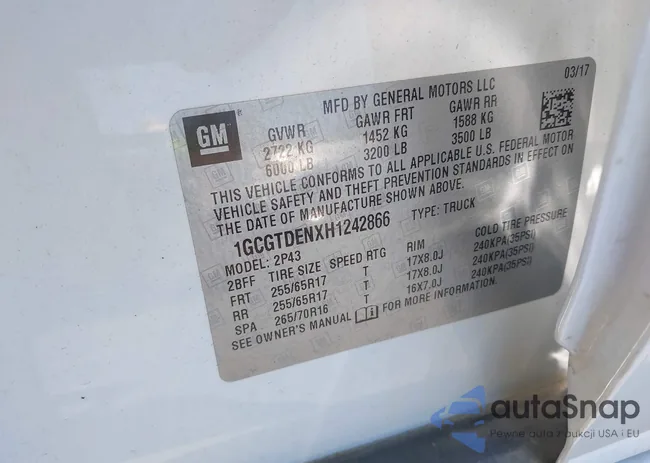 GM
MFD BY GENERAL MOTORS LLC 03/17
GVWR GAWR FRT GAWR RR
2722 KG 1452 KG 1588 KG
6000 LB 3200 LB 3500 LB
THIS VEHICLE CONFORMS TO ALL APPLICABLE U.S. FEDERAL MOTOR
VEHICLE SAFETY AND THEFT PREVENTION STANDARDS IN EFFECT ON
THE DATE OF MANUFACTURE SHOWN ABOVE.
1GCGTDENXH1242866 TYPE: TRUCK
MODEL: 2P43
2BFF TIRE SIZE SPEED RTG RIM COLD TIRE PRESSURE
FRT 255/65R17 T 17X8.0J 240KPA(35PSI)
RR 255/65R17 T 17X8.0J 240KPA(35PSI)
SPA 265/70R16 T 16X7.0J 240KPA(35PSI)
SEE OWNER'S MANUAL FOR MORE INFORMATION.
autaSnap
Pewne auta z aukcji USA i EU